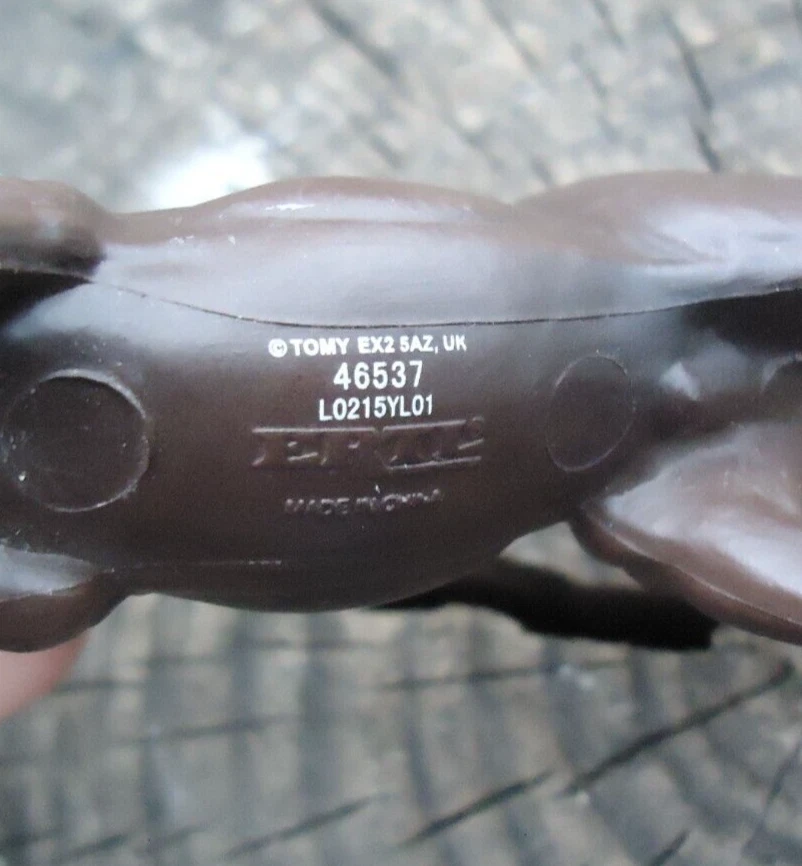 © TOMY EX2 5AZ, UK
46537
L0215YL01
ERTL
MADE IN CHINA